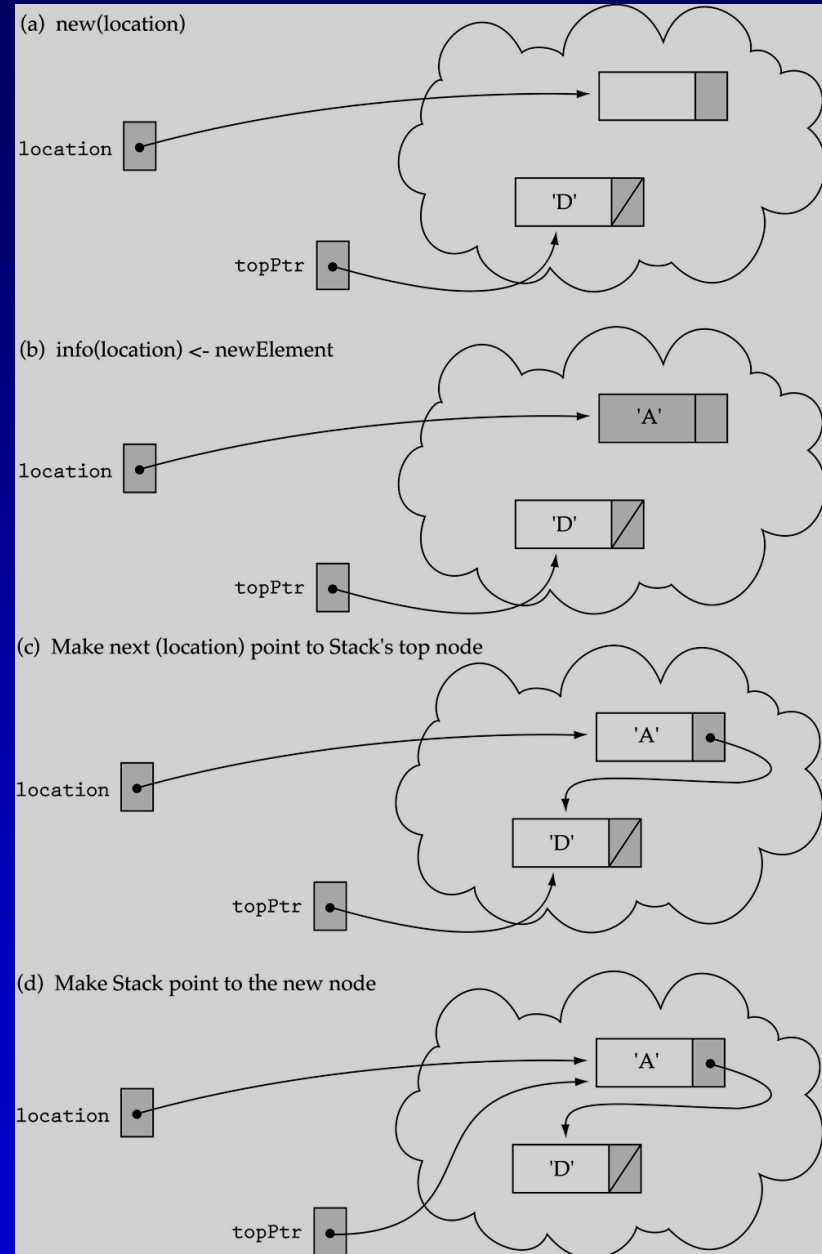 (a) new(location)
location
'D'
topPtr
(b) info(location) <- newElement
'A'
location
'D'
topPtr
(c) Make next (location) point to Stack's top node
'A'
location
'D'
topPtr
(d) Make Stack point to the new node
'A'
location
'D'
topPtr